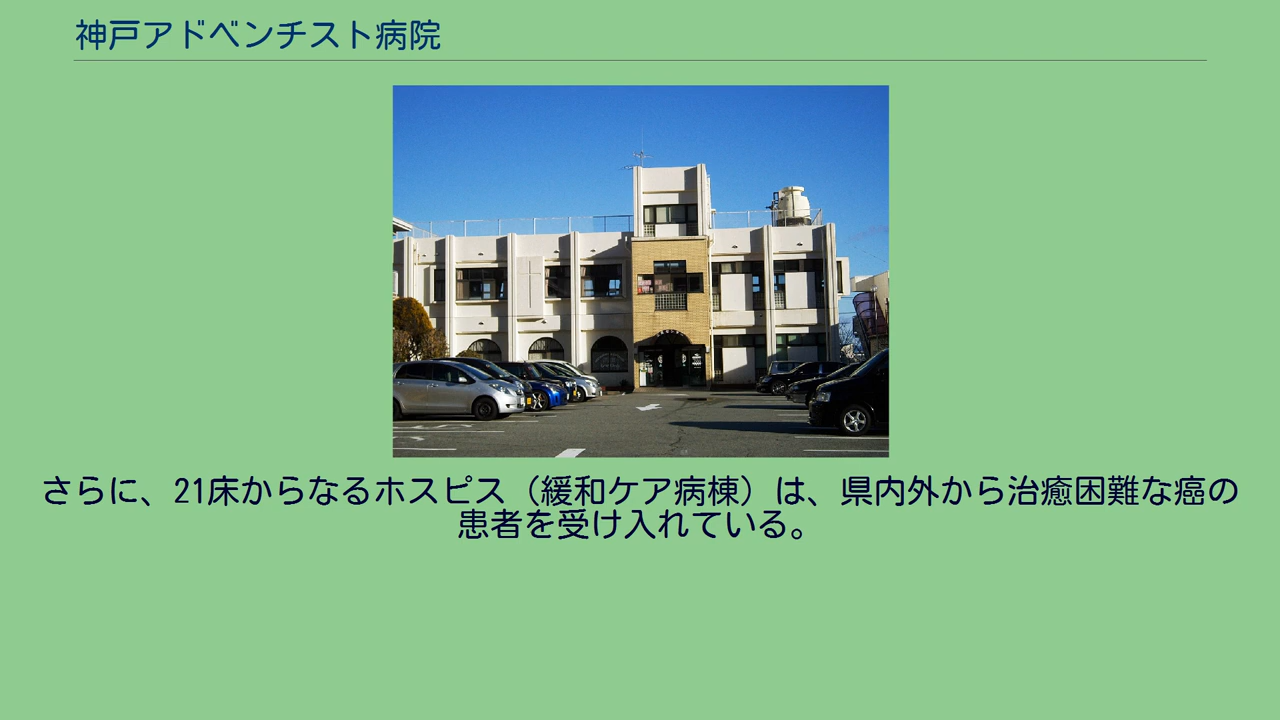 神戸アドベンチスト病院
さらに、21床からなるホスピス（緩和ケア病棟）は、県内外から治癒困難な癌の
患者を受け入れている。